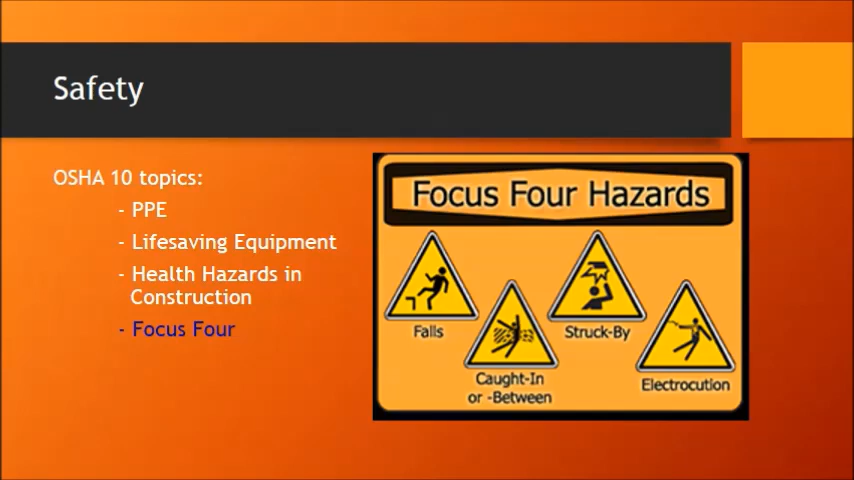 Safety
OSHA 10 topics:
- PPE
- Lifesaving Equipment
- Health Hazards in
Construction
- Focus Four
Focus Four Hazards
Falls
Caught-In
or -Between
Struck-By
Electrocution